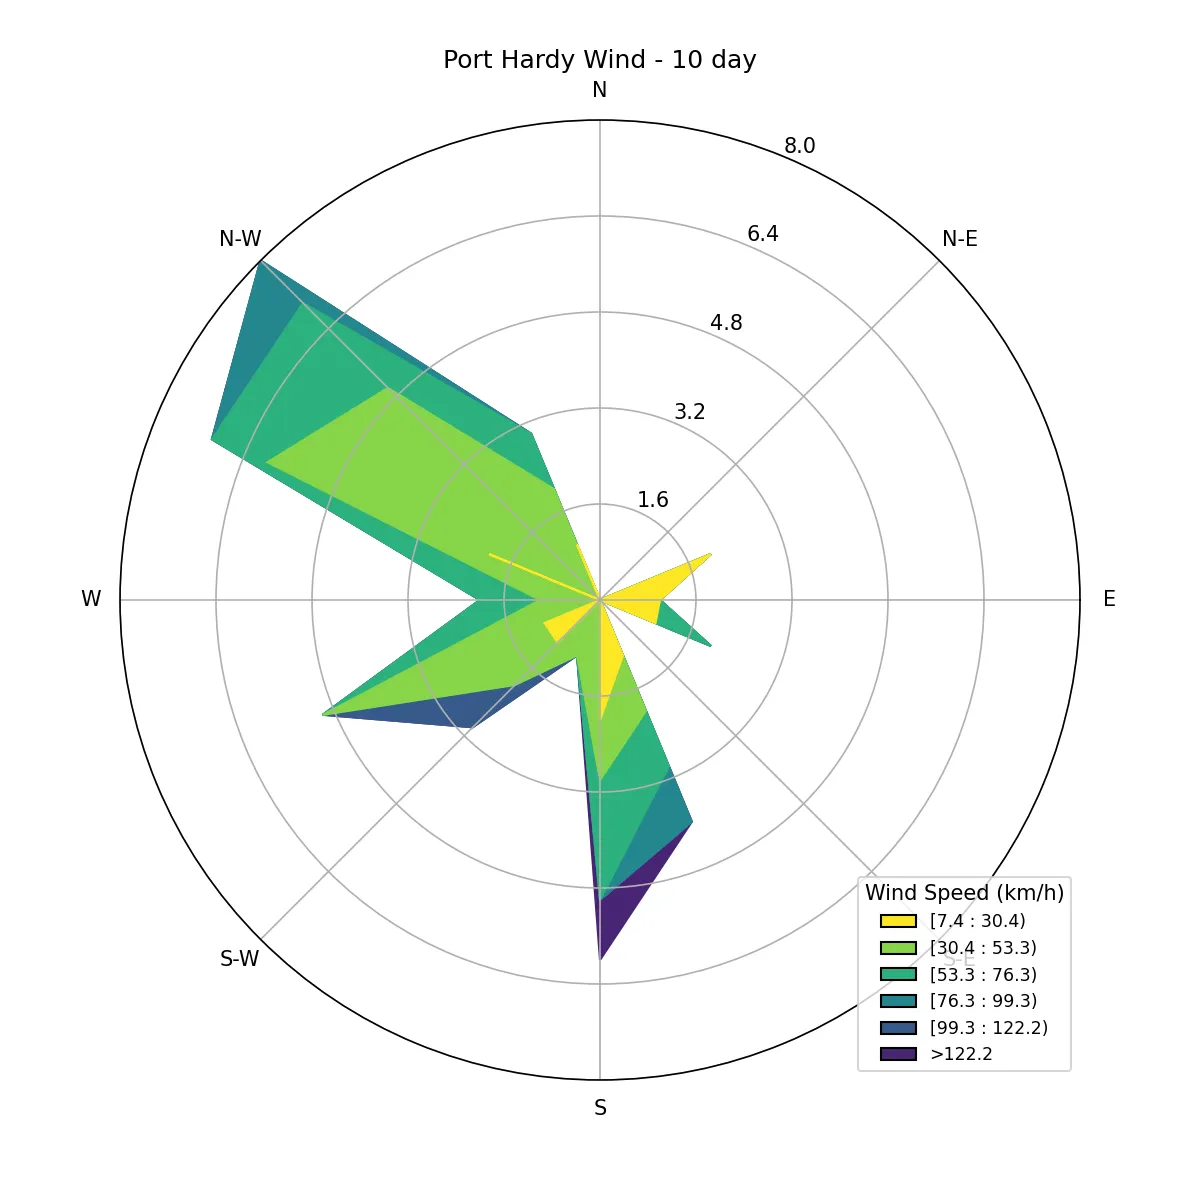 Port Hardy Wind - 10 day
N
8.0
N-W
6.4
N-E
4.8
3.2
1.6
W
E
Wind Speed (km/h)
[7.4 : 30.4)
[30.4 : 53.3)
S-W
S-E
[53.3 : 76.3)
[76.3 : 99.3)
[99.3 : 122.2)
>122.2
S